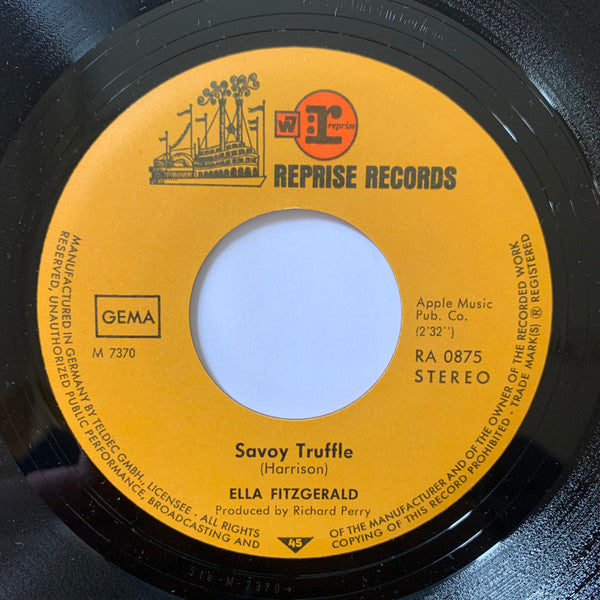 W
r
reprise
REPRISE RECORDS
GEMA
M 7370
Apple Music
Pub. Co.
(2'32'')
RA 0875
STEREO
Savoy Truffle
(Harrison)
ELLA FITZGERALD
Produced by Richard Perry
45
MANUFACTURED IN GERMANY BY TELDEC GMBH., LICENSEE · ALL RIGHTS
RESERVED, UNAUTHORIZED PUBLIC PERFORMANCE, BROADCASTING AND
COPYING OF THIS RECORD PROHIBITED · TRADE MARK(S) ® REGISTERED
OF THE MANUFACTURER AND OF THE OWNER OF THE RECORDED WORK